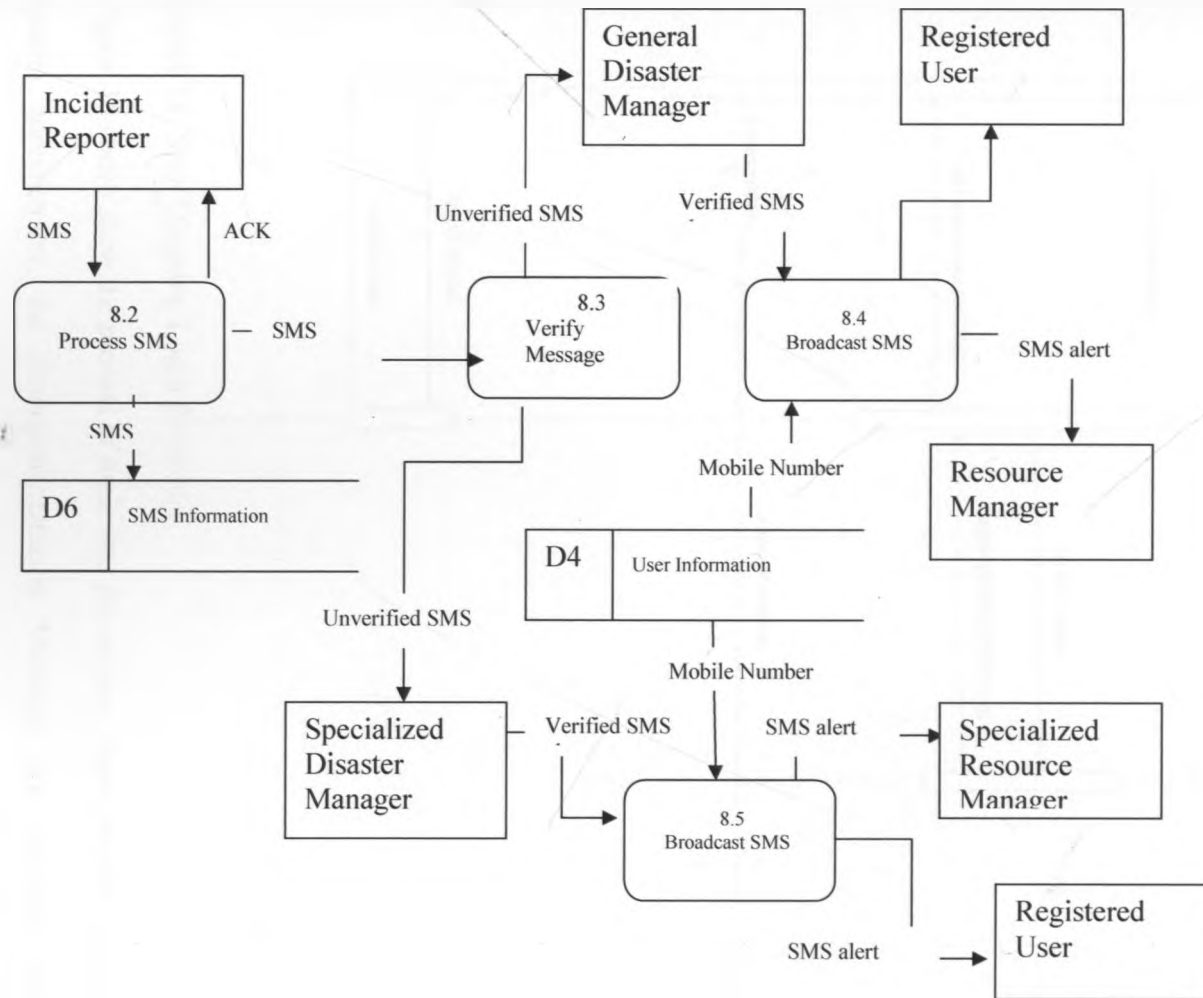 General
Disaster
Manager
Registered
User
Incident
Reporter
Unverified SMS
Verified SMS
SMS
ACK
8.2
Process SMS
SMS
8.3
Verify
Message
8.4
Broadcast SMS
SMS alert
SMS
Mobile Number
Resource
Manager
D6
SMS Information
D4
User Information
Unverified SMS
Mobile Number
Specialized
Disaster
Manager
Verified SMS
SMS alert
Specialized
Resource
Manager
8.5
Broadcast SMS
Registered
User
SMS alert